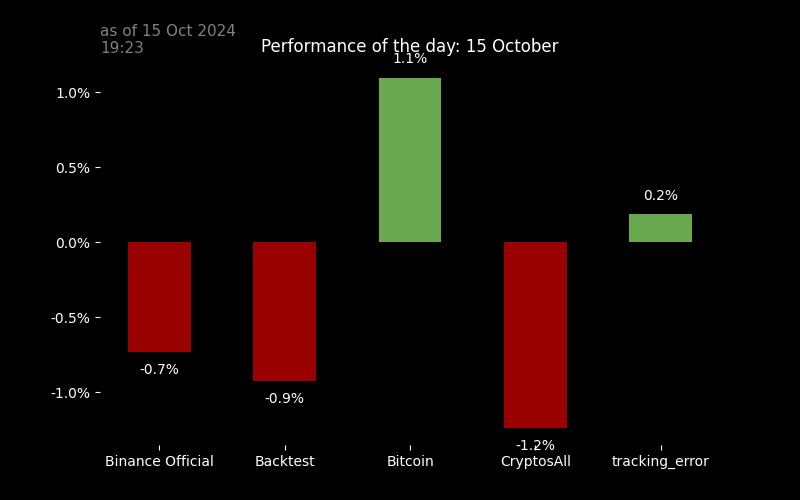 as of 15 Oct 2024
19:23
Performance of the day: 15 October
1.1%
1.0%
0.5%
0.2%
0.0%
-0.5%
-0.7%
-0.9%
-1.0%
-1.2%
Binance Official
Backtest
Bitcoin
CryptosAll
tracking_error